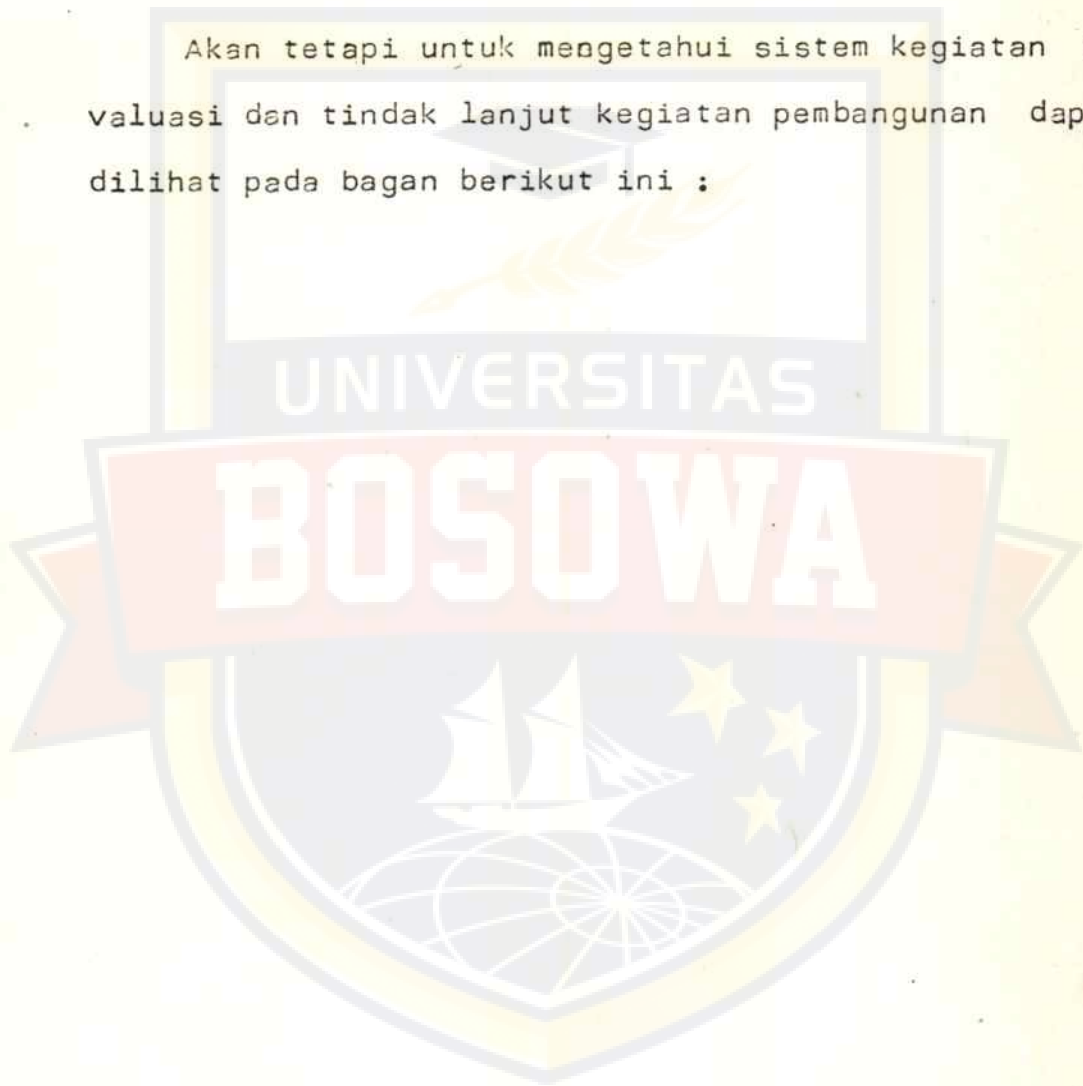 Akan tetapi untuk mengetahui sistem kegiatan
valuasi dan tindak lanjut kegiatan pembangunan dap
dilihat pada bagan berikut ini :
UNIVERSITAS
BOSOWA